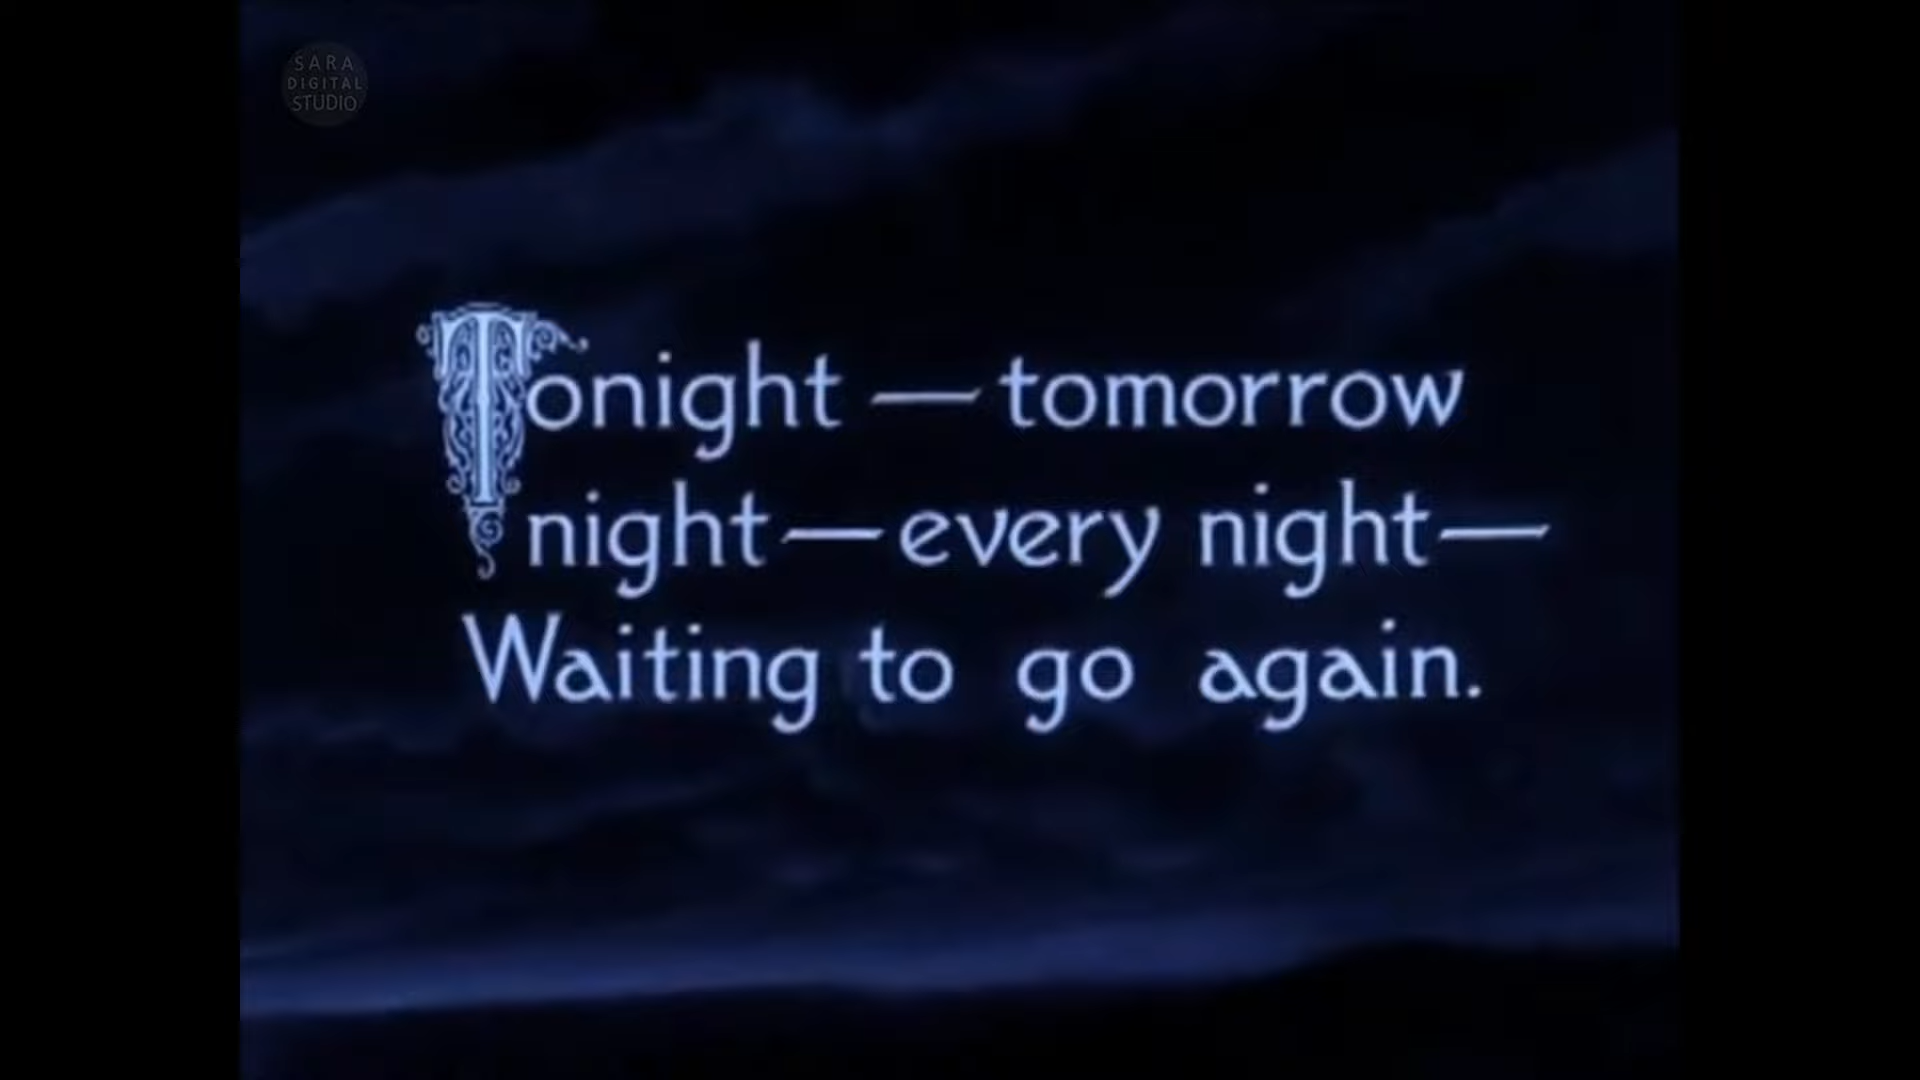 SARA
DIGITAL
STUDIO
Tonight — tomorrow
night — every night —
Waiting to go again.